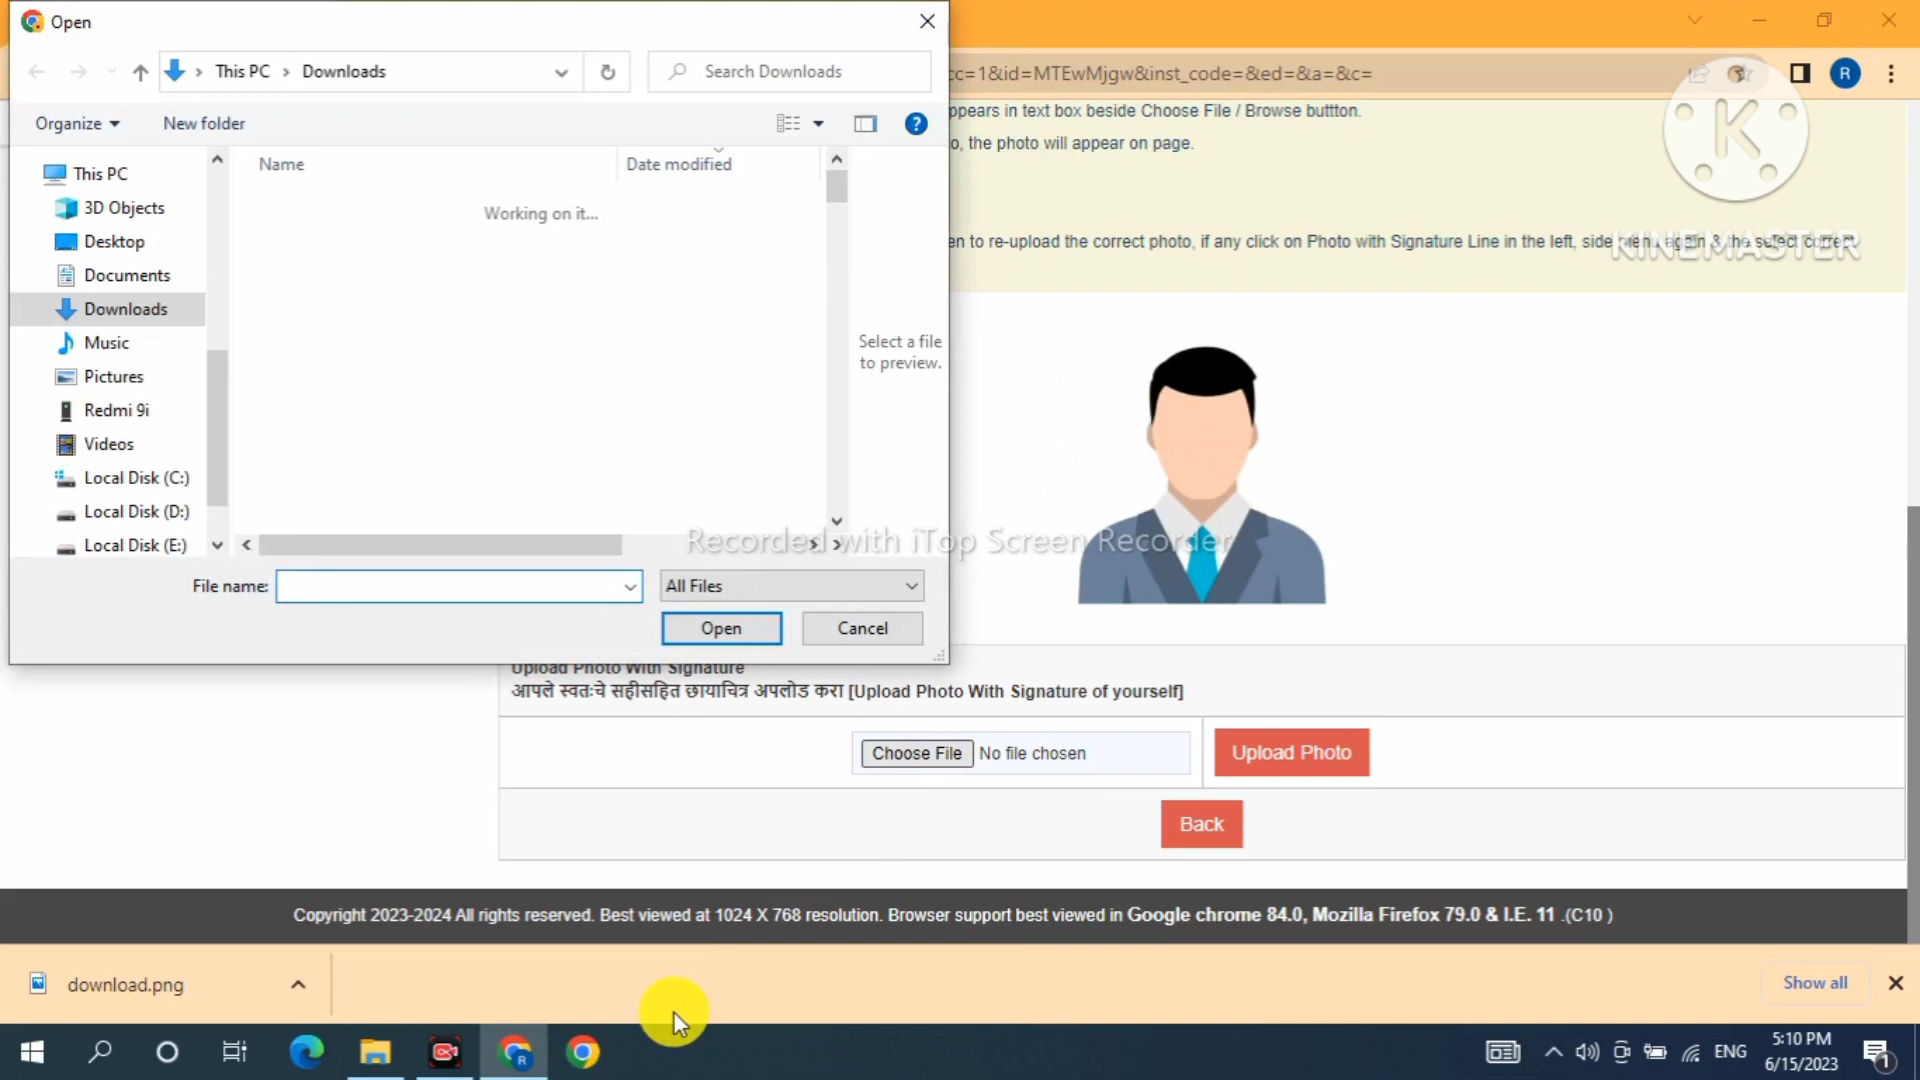 Open
This PC > Downloads
Search Downloads
cc=1&id=MTEwMjgw&inst_code=&ed=&a=&c=
R
Organize
New folder
ppears in text box beside Choose File / Browse buttton.
o, the photo will appear on page.
K
KINEMASTER
en to re-upload the correct photo, if any click on Photo with Signature Line in the left, side menu again & the select correct
Name
Date modified
Working on it...
Select a file
to preview.
This PC
3D Objects
Desktop
Documents
Downloads
Music
Pictures
Redmi 9i
Videos
Local Disk (C:)
Local Disk (D:)
Local Disk (E:)
Recorded with iTop Screen Recorder
File name:
All Files
Open
Cancel
Upload Photo With Signature
आपले स्वतःचे सहीसहित छायाचित्र अपलोड करा [Upload Photo With Signature of yourself]
Choose File No file chosen
Upload Photo
Back
Copyright 2023-2024 All rights reserved. Best viewed at 1024 X 768 resolution. Browser support best viewed in Google chrome 84.0, Mozilla Firefox 79.0 & I.E. 11 .(C10 )
download.png
Show all
R
ENG
5:10 PM
6/15/2023
1